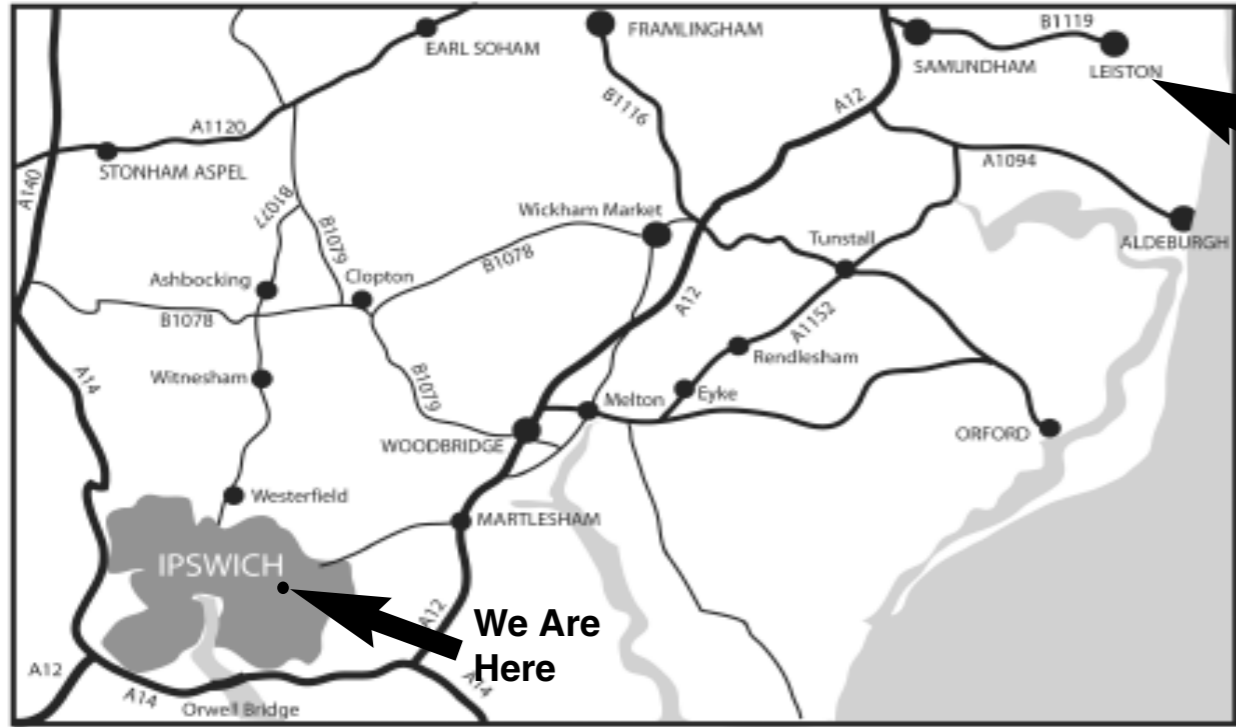 B1119
FRAMLINGHAM
EARL SOHAM
SAMUNDHAM
LEISTON
A12
B1116
A1120
A1094
STONHAM ASPEL
A140
B1077
Wickham Market
B1079
Tunstall
ALDEBURGH
B1078
Ashbocking
Clopton
A12
B1078
A1152
Rendlesham
A14
Witnesham
B1079
Melton
Eyke
WOODBRIDGE
ORFORD
Westerfield
MARTLESHAM
IPSWICH
A12
We Are
Here
A12
A14
A14
Orwell Bridge